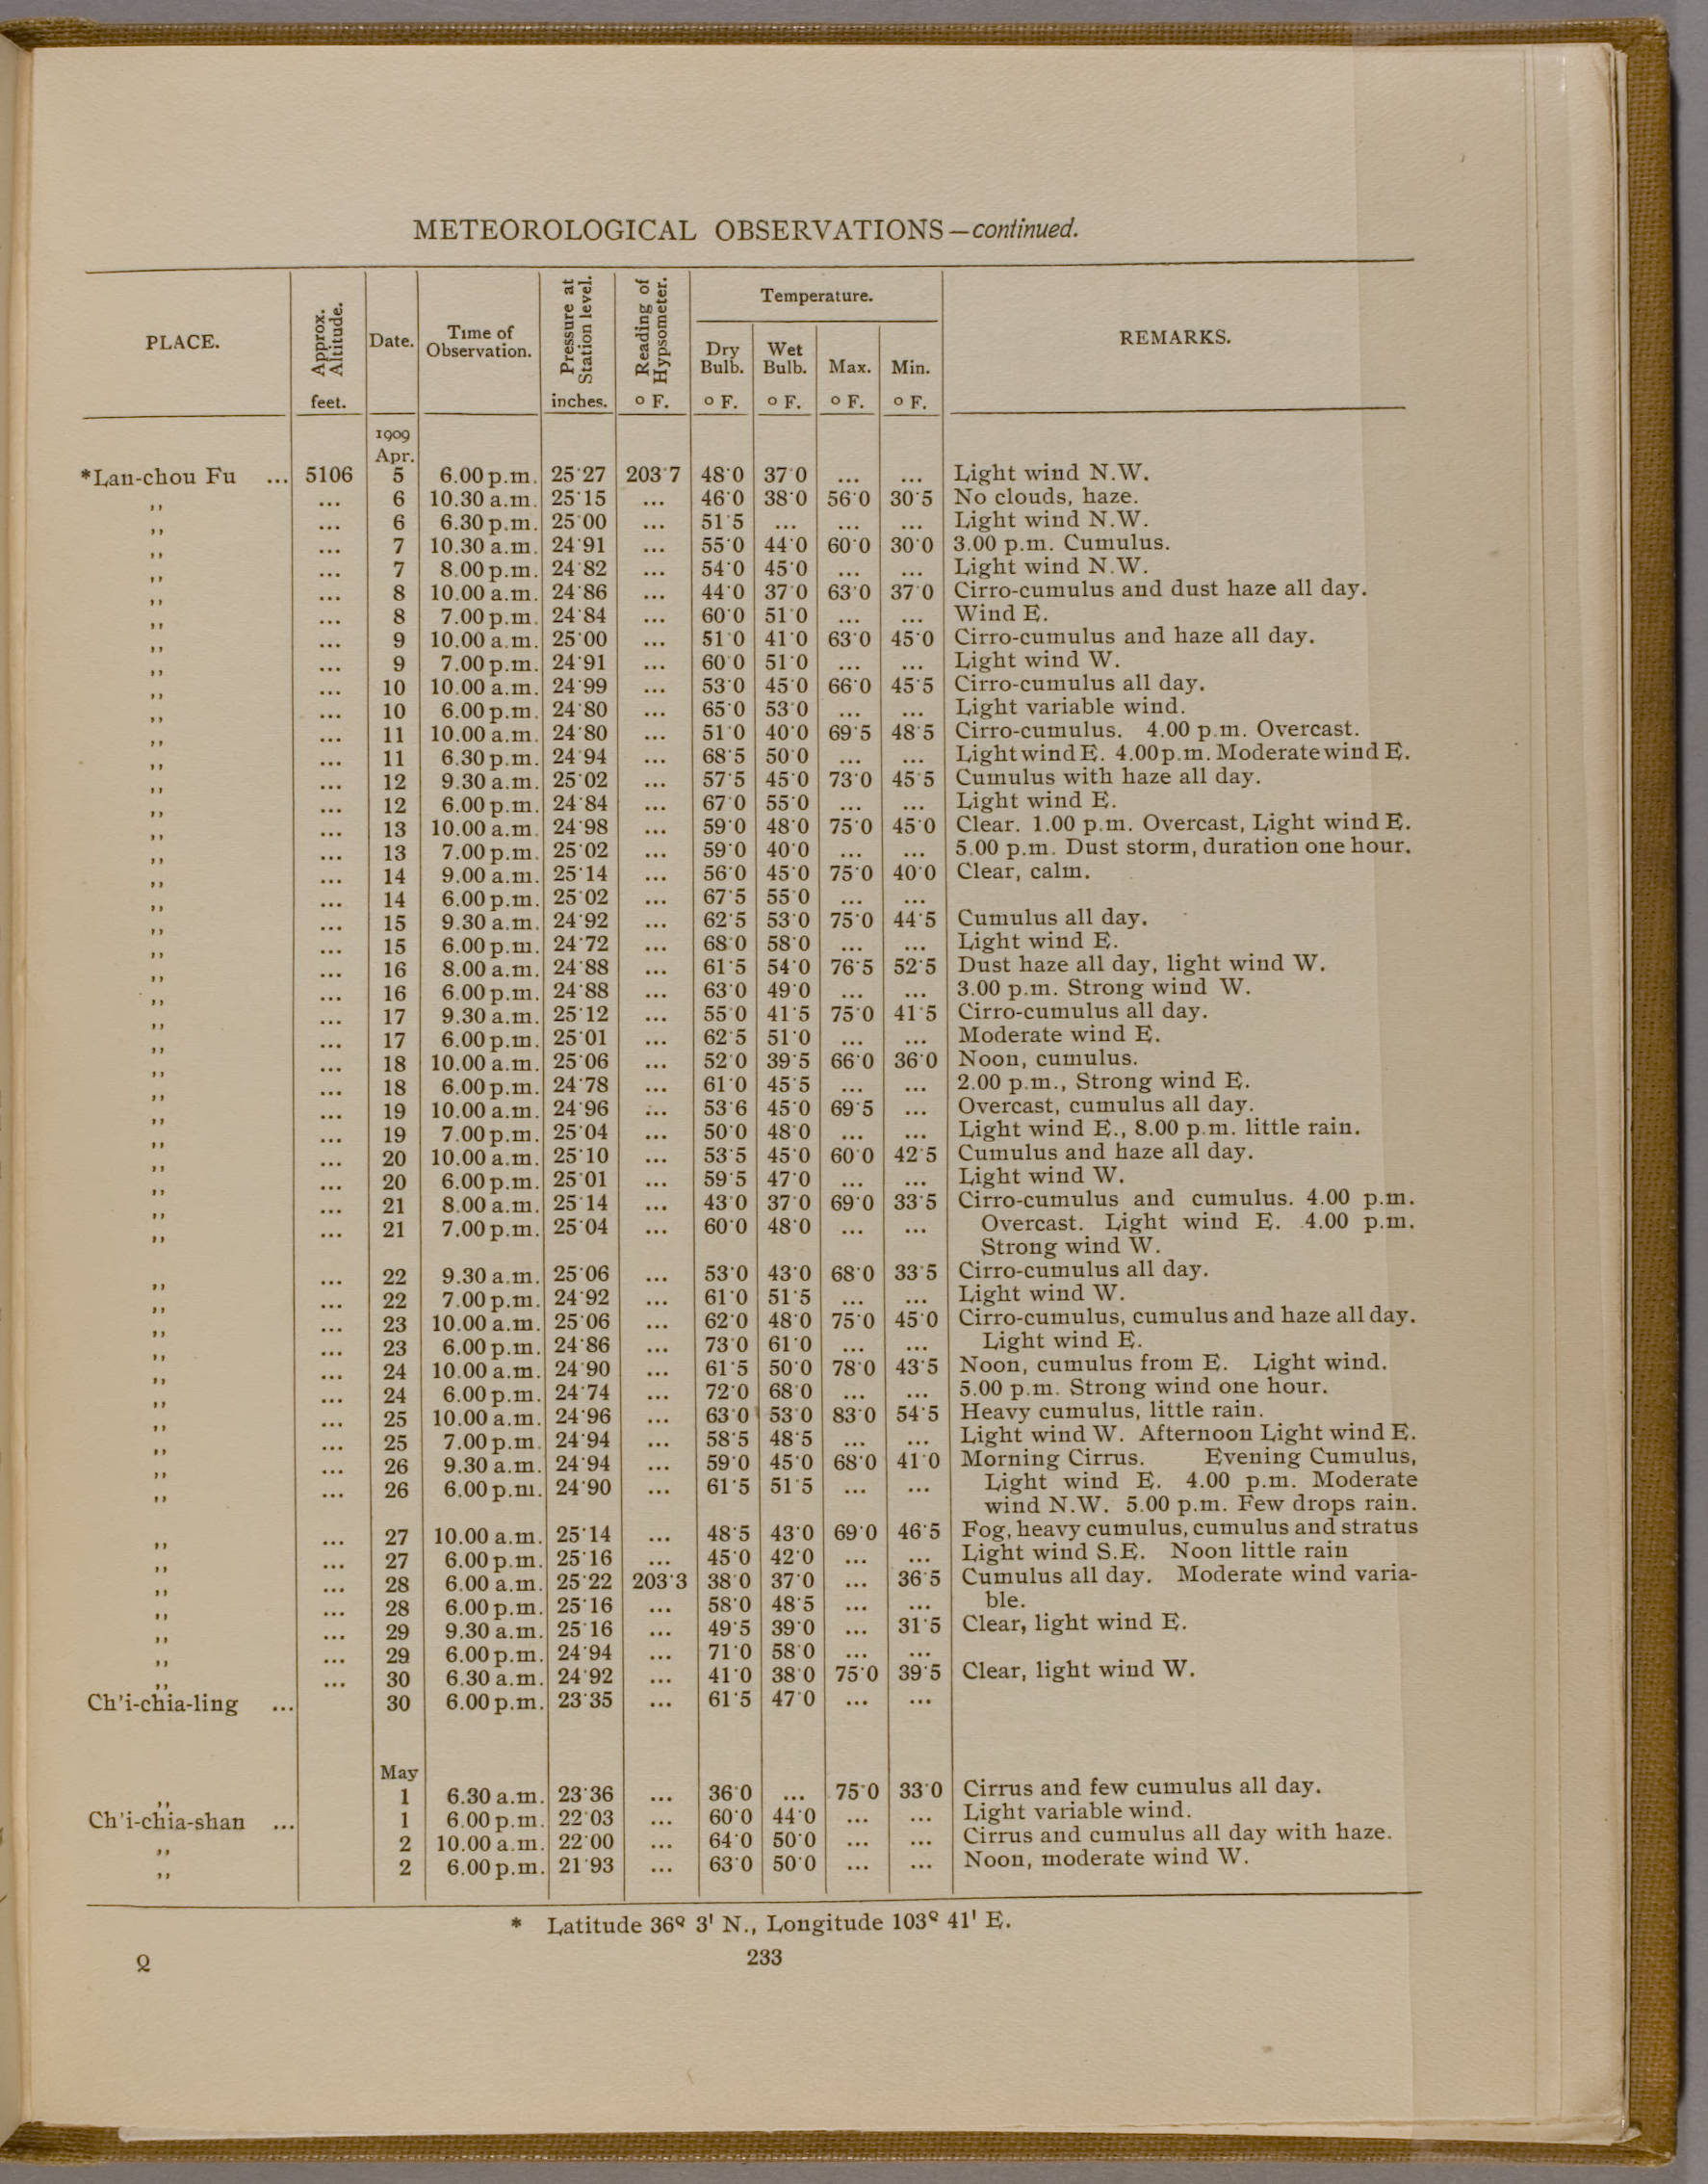 METEOROLOGICAL OBSERVATIONS—continued.
PLACE. Approx. Altitude. Date. Time of Observation. Pressure at Station level. Reading of Hypsometer. Temperature. REMARKS.
Dry Bulb. Wet Bulb. Max. Min.
feet. inches. o F. o F. o F. o F. o F.
1909
Apr.
*Lan-chou Fu ... 5106 5 6.00 p.m. 25·27 203·7 48·0 37·0 ... ... Light wind N.W.
,, ... 6 10.30 a.m. 25·15 ... 46·0 38·0 56·0 30·5 No clouds, haze.
,, ... 6 6.30 p.m. 25·00 ... 51·5 ... ... ... Light wind N.W.
,, ... 7 10.30 a.m. 24·91 ... 55·0 44·0 60·0 30·0 3.00 p.m. Cumulus.
,, ... 7 8.00 p.m. 24·82 ... 54·0 45·0 ... ... Light wind N.W.
,, ... 8 10.00 a.m. 24·86 ... 44·0 37·0 63·0 37·0 Cirro-cumulus and dust haze all day.
,, ... 8 7.00 p.m. 24·84 ... 60·0 51·0 ... ... Wind E.
,, ... 9 10.00 a.m. 25·00 ... 51·0 41·0 63·0 45·0 Cirro-cumulus and haze all day.
,, ... 9 7.00 p.m. 24·91 ... 60·0 51·0 ... ... Light wind W.
,, ... 10 10.00 a.m. 24·99 ... 53·0 45·0 66·0 45·5 Cirro-cumulus all day.
,, ... 10 6.00 p.m. 24·80 ... 65·0 53·0 ... ... Light variable wind.
,, ... 11 10.00 a.m. 24·80 ... 51·0 40·0 69·5 48·5 Cirro-cumulus. 4.00 p.m. Overcast.
,, ... 11 6.30 p.m. 24·94 ... 68·5 50·0 ... ... Light wind E. 4.00 p.m. Moderate wind E.
,, ... 12 9.30 a.m. 25·02 ... 57·5 45·0 73·0 45·5 Cumulus with haze all day.
,, ... 12 6.00 p.m. 24·84 ... 67·0 55·0 ... ... Light wind E.
,, ... 13 10.00 a.m. 24·98 ... 59·0 48·0 75·0 45·0 Clear. 1.00 p.m. Overcast, Light wind E.
,, ... 13 7.00 p.m. 25·02 ... 59·0 40·0 ... ... 5.00 p.m. Dust storm, duration one hour.
,, ... 14 9.00 a.m. 25·14 ... 56·0 45·0 75·0 40·0 Clear, calm.
,, ... 14 6.00 p.m. 25·02 ... 67·5 55·0 ... ...
,, ... 15 9.30 a.m. 24·92 ... 62·5 53·0 75·0 44·5 Cumulus all day.
,, ... 15 6.00 p.m. 24·72 ... 68·0 58·0 ... ... Light wind E.
,, ... 16 8.00 a.m. 24·88 ... 61·5 54·0 76·5 52·5 Dust haze all day, light wind W.
,, ... 16 6.00 p.m. 24·88 ... 63·0 49·0 ... ... 3.00 p.m. Strong wind W.
,, ... 17 9.30 a.m. 25·12 ... 55·0 41·5 75·0 41·5 Cirro-cumulus all day.
,, ... 17 6.00 p.m. 25·01 ... 62·5 51·0 ... ... Moderate wind E.
,, ... 18 10.00 a.m. 25·06 ... 52·0 39·5 66·0 36·0 Noon, cumulus.
,, ... 18 6.00 p.m. 24·78 ... 61·0 45·5 ... ... 2.00 p.m., Strong wind E.
,, ... 19 10.00 a.m. 24·96 ... 53·6 45·0 69·5 ... Overcast, cumulus all day.
,, ... 19 7.00 p.m. 25·04 ... 50·0 48·0 ... ... Light wind E., 8.00 p.m. little rain.
,, ... 20 10.00 a.m. 25·10 ... 53·5 45·0 60·0 42·5 Cumulus and haze all day.
,, ... 20 6.00 p.m. 25·01 ... 59·5 47·0 ... ... Light wind W.
,, ... 21 8.00 a.m. 25·14 ... 43·0 37·0 69·0 33·5 Cirro-cumulus and cumulus. 4.00 p.m.
,, ... 21 7.00 p.m. 25·04 ... 60·0 48·0 ... ... Overcast. Light wind E. 4.00 p.m.
Strong wind W.
,, ... 22 9.30 a.m. 25·06 ... 53·0 43·0 68·0 33·5 Cirro-cumulus all day.
,, ... 22 7.00 p.m. 24·92 ... 61·0 51·5 ... ... Light wind W.
,, ... 23 10.00 a.m. 25·06 ... 62·0 48·0 75·0 45·0 Cirro-cumulus, cumulus and haze all day.
,, ... 23 6.00 p.m. 24·86 ... 73·0 61·0 ... ... Light wind E.
,, ... 24 10.00 a.m. 24·90 ... 61·5 50·0 78·0 43·5 Noon, cumulus from E. Light wind.
,, ... 24 6.00 p.m. 24·74 ... 72·0 68·0 ... ... 5.00 p.m. Strong wind one hour.
,, ... 25 10.00 a.m. 24·96 ... 63·0 53·0 83·0 54·5 Heavy cumulus, little rain.
,, ... 25 7.00 p.m. 24·94 ... 58·5 48·5 ... ... Light wind W. Afternoon Light wind E.
,, ... 26 9.30 a.m. 24·94 ... 59·0 45·0 68·0 41·0 Morning Cirrus. Evening Cumulus,
,, ... 26 6.00 p.m. 24·90 ... 61·5 51·5 ... ... Light wind E. 4.00 p.m. Moderate
wind N.W. 5.00 p.m. Few drops rain.
,, ... 27 10.00 a.m. 25·14 ... 48·5 43·0 69·0 46·5 Fog, heavy cumulus, cumulus and stratus
,, ... 27 6.00 p.m. 25·16 ... 45·0 42·0 ... ... Light wind S.E. Noon little rain
,, ... 28 6.00 a.m. 25·22 203·3 38·0 37·0 ... 36·5 Cumulus all day. Moderate wind varia-
,, ... 28 6.00 p.m. 25·16 ... 58·0 48·5 ... ... ble.
,, ... 29 9.30 a.m. 25·16 ... 49·5 39·0 ... 31·5 Clear, light wind E.
,, ... 29 6.00 p.m. 24·94 ... 71·0 58·0 ... ...
,, ... 30 6.30 a.m. 24·92 ... 41·0 38·0 75·0 39·5 Clear, light wind W.
Ch'i-chia-ling ... 30 6.00 p.m. 23·35 ... 61·5 47·0 ... ...
May
,, 1 6.30 a.m. 23·36 ... 36·0 ... 75·0 33·0 Cirrus and few cumulus all day.
Ch'i-chia-shan ... 1 6.00 p.m. 22·03 ... 60·0 44·0 ... ... Light variable wind.
,, 2 10.00 a.m. 22·00 ... 64·0 50·0 ... ... Cirrus and cumulus all day with haze.
,, 2 6.00 p.m. 21·93 ... 63·0 50·0 ... ... Noon, moderate wind W.
* Latitude 36° 3' N., Longitude 103° 41' E.
Q 233